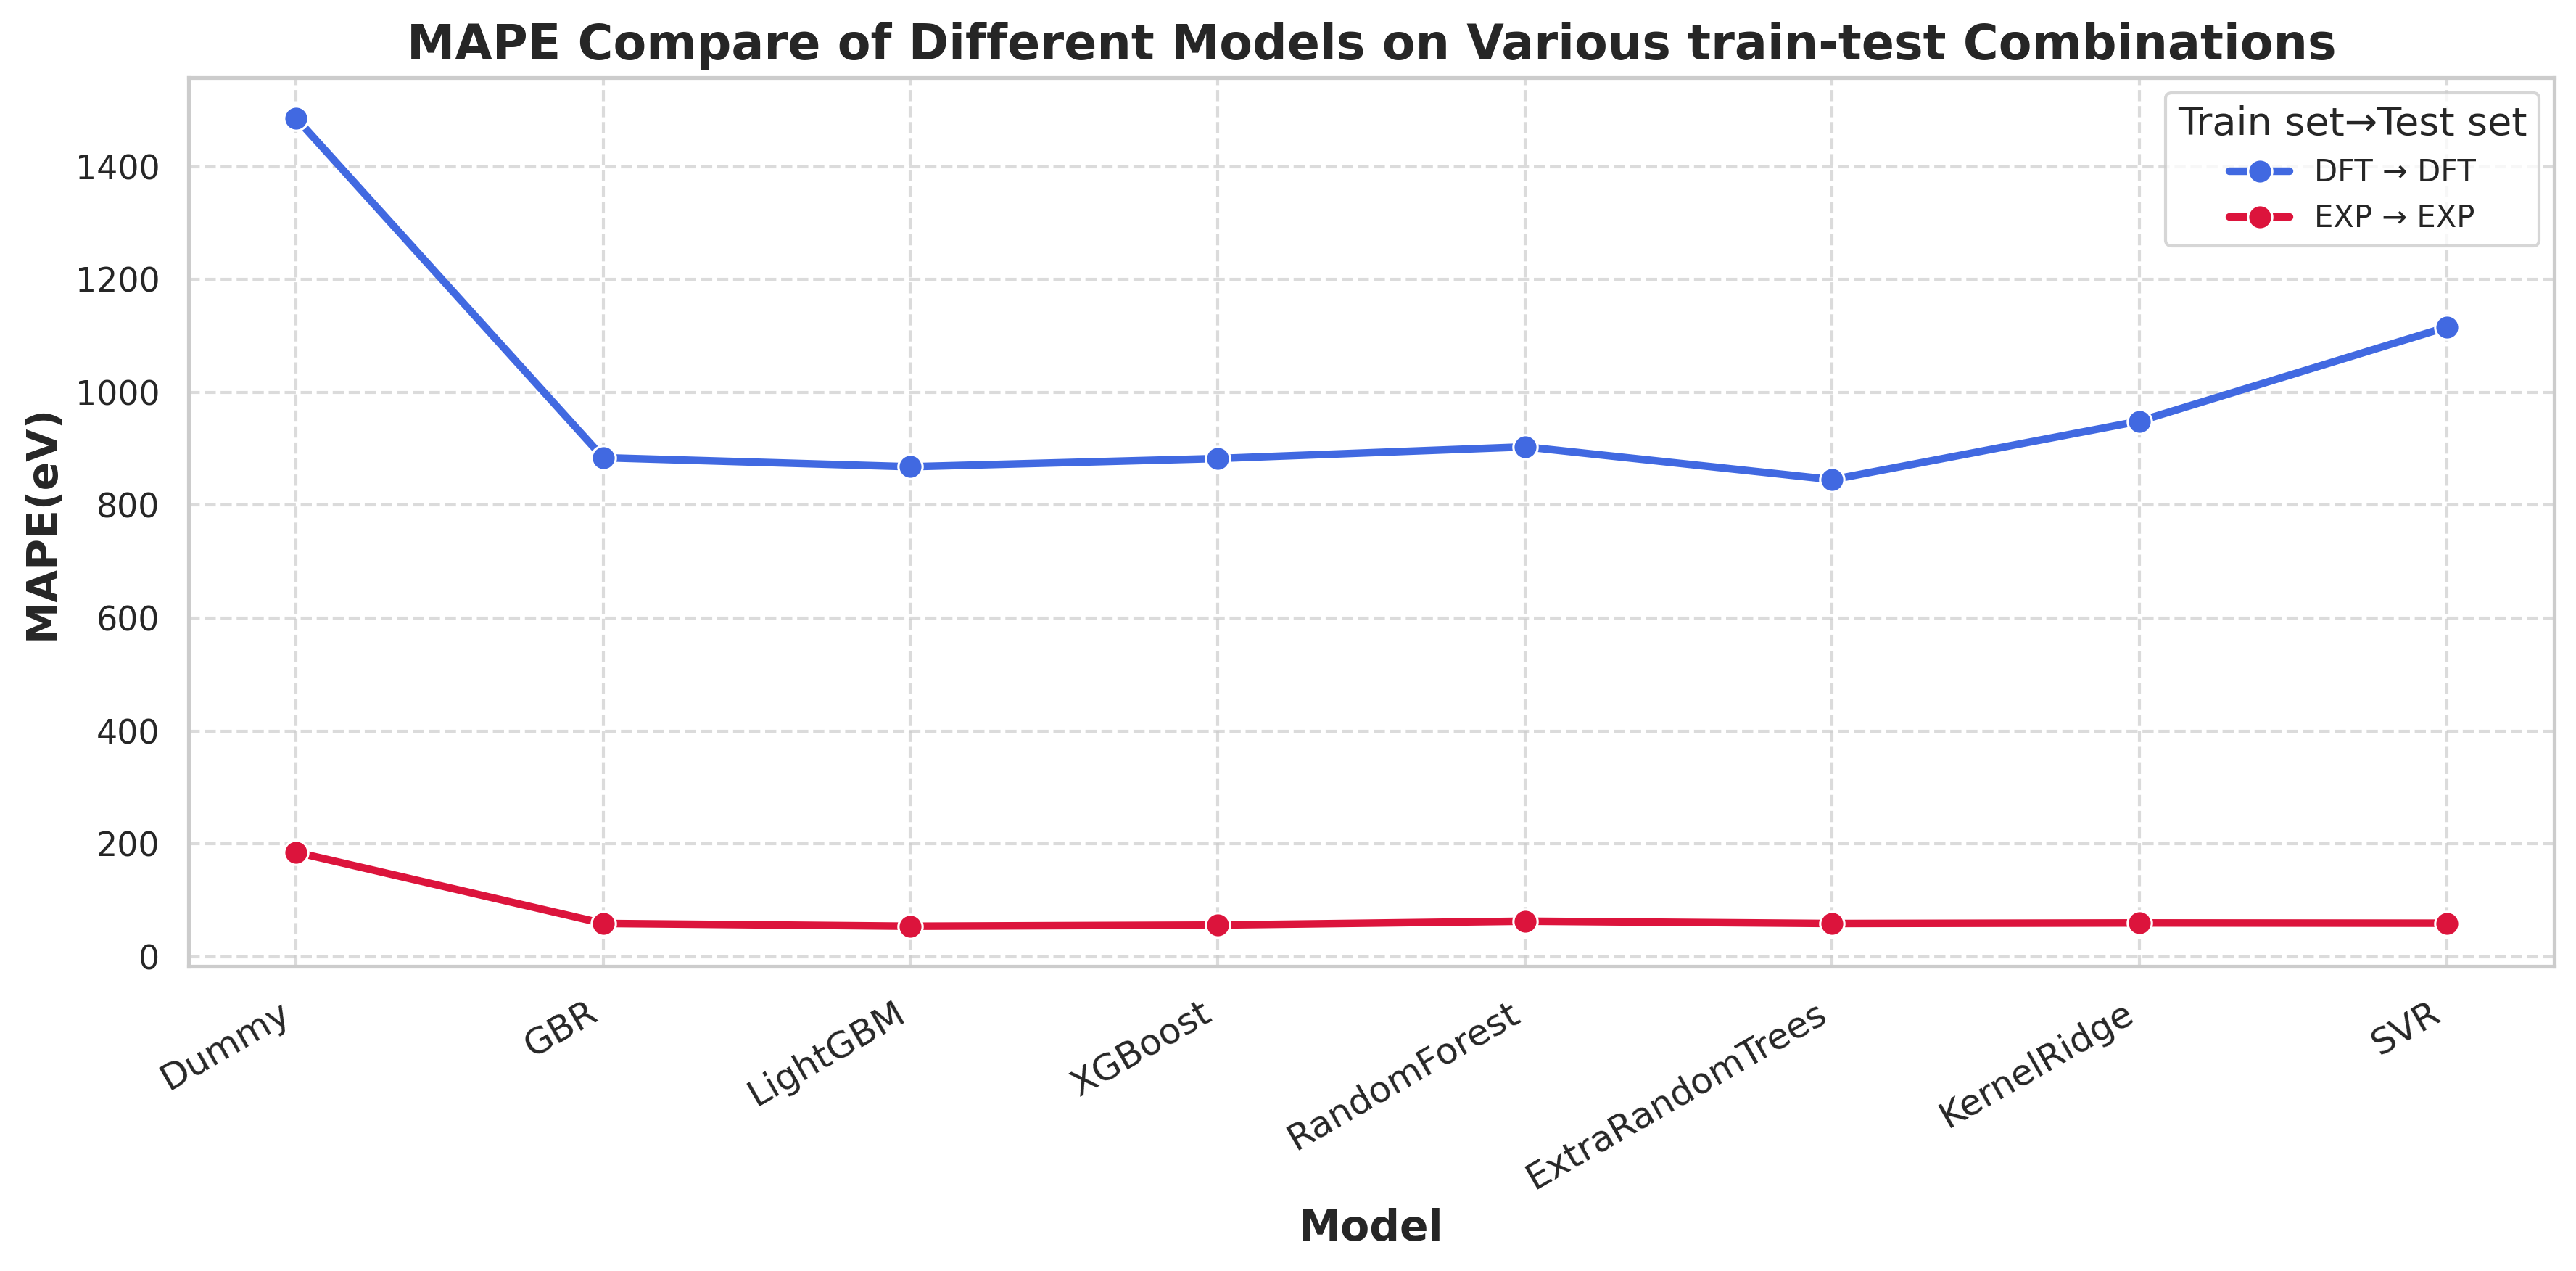 MAPE Compare of Different Models on Various train-test Combinations
Train set→Test set
DFT → DFT
EXP → EXP
MAPE(eV)
1400
1200
1000
800
600
400
200
0
Dummy
GBR
LightGBM
XGBoost
RandomForest
ExtraRandomTrees
KernelRidge
SVR
Model